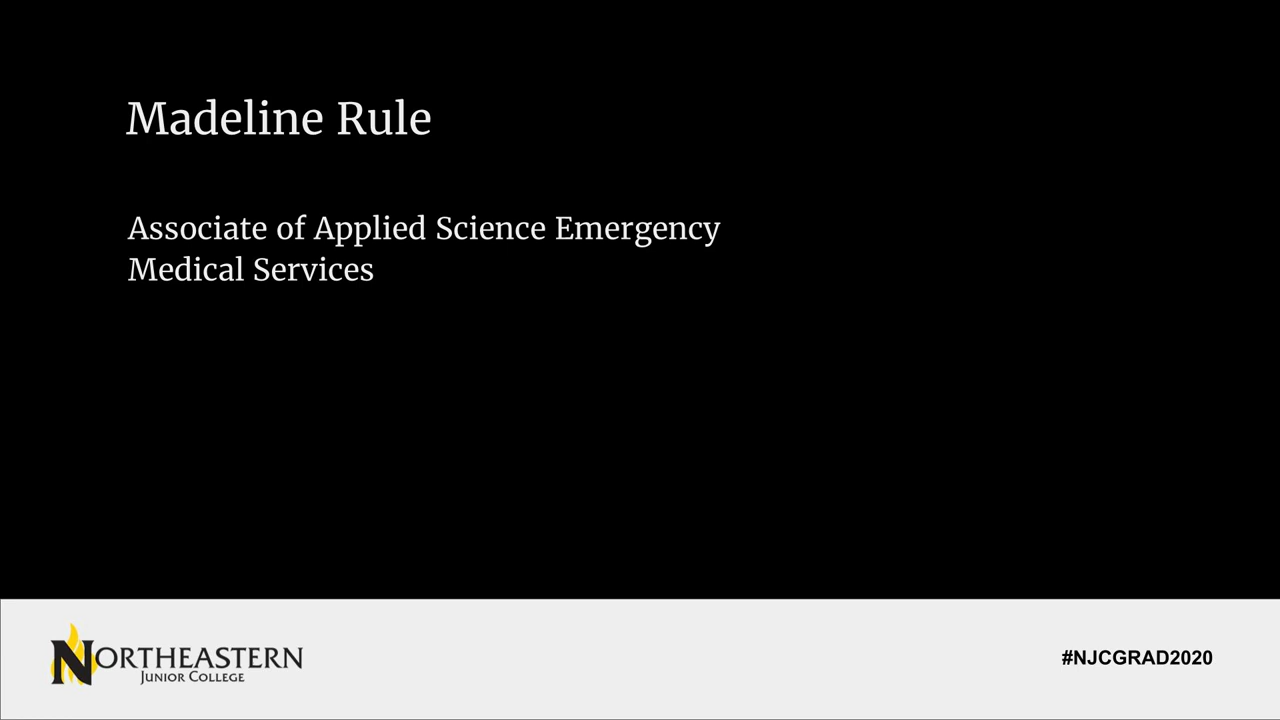 Madeline Rule
Associate of Applied Science Emergency
Medical Services
NORTHEASTERN
JUNIOR COLLEGE
#NJCGRAD2020